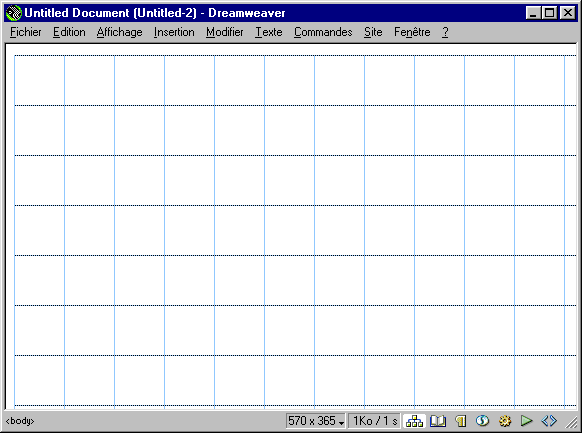 Untitled Document (Untitled-2) - Dreamweaver
Fichier Edition Affichage Insertion Modifier Texte Commandes Site Fenêtre ?
<body> 570 x 365 1Ko / 1 s